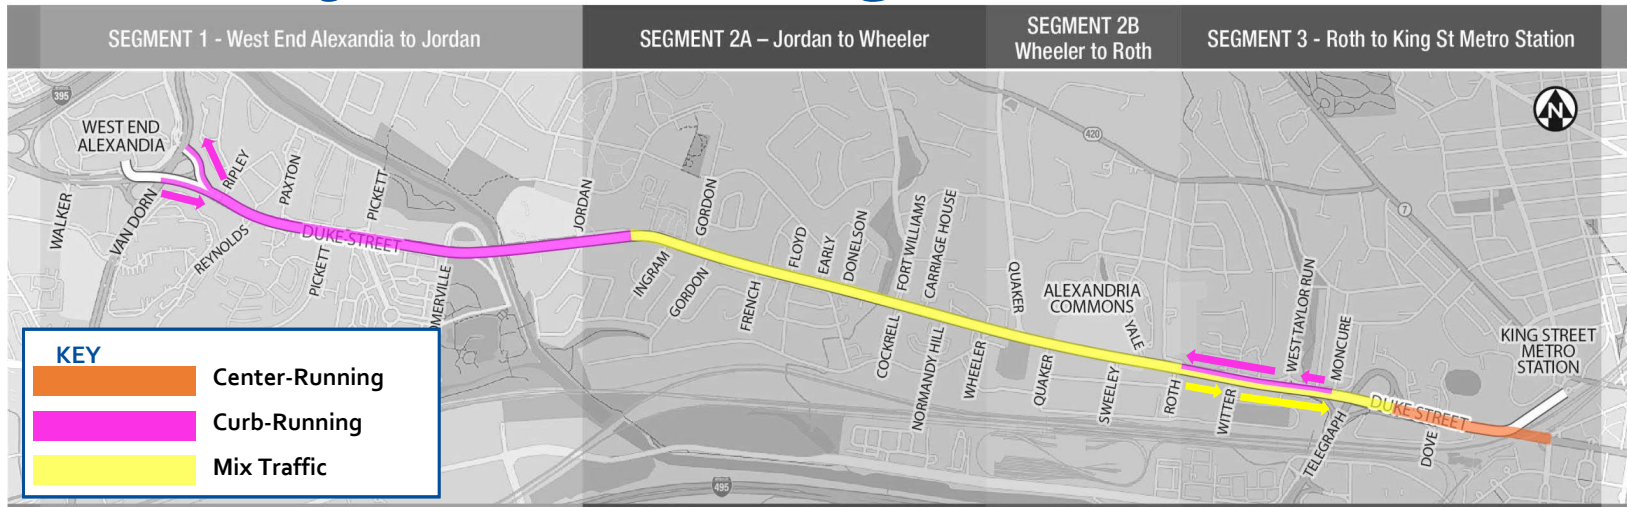 SEGMENT 1 - West End Alexandia to Jordan
SEGMENT 2A – Jordan to Wheeler
SEGMENT 2B
Wheeler to Roth
SEGMENT 3 - Roth to King St Metro Station
395
WEST END
ALEXANDIA
WALKER
VAN DORN
RIPLEY
REYNOLDS
PAXTON
PICKETT
PICKETT
DUKE STREET
OMERVILLE
JORDAN
INGRAM
GORDON
GORDON
FRENCH
FLOYD
EARLY
DONELSON
COCKRELL
FORT WILLIAMS
NORMANDY HILL
CARRIAGE HOUSE
WHEELER
QUAKER
QUAKER
ALEXANDRIA
COMMONS
SWEELEY
YALE
ROTH
WITTER
WEST TAYLOR RUN
TELEGRAPH
MONCURE
DUKE STREET
DOVE
KING STREET
METRO
STATION
420
7
495
N
KEY
Center-Running
Curb-Running
Mix Traffic